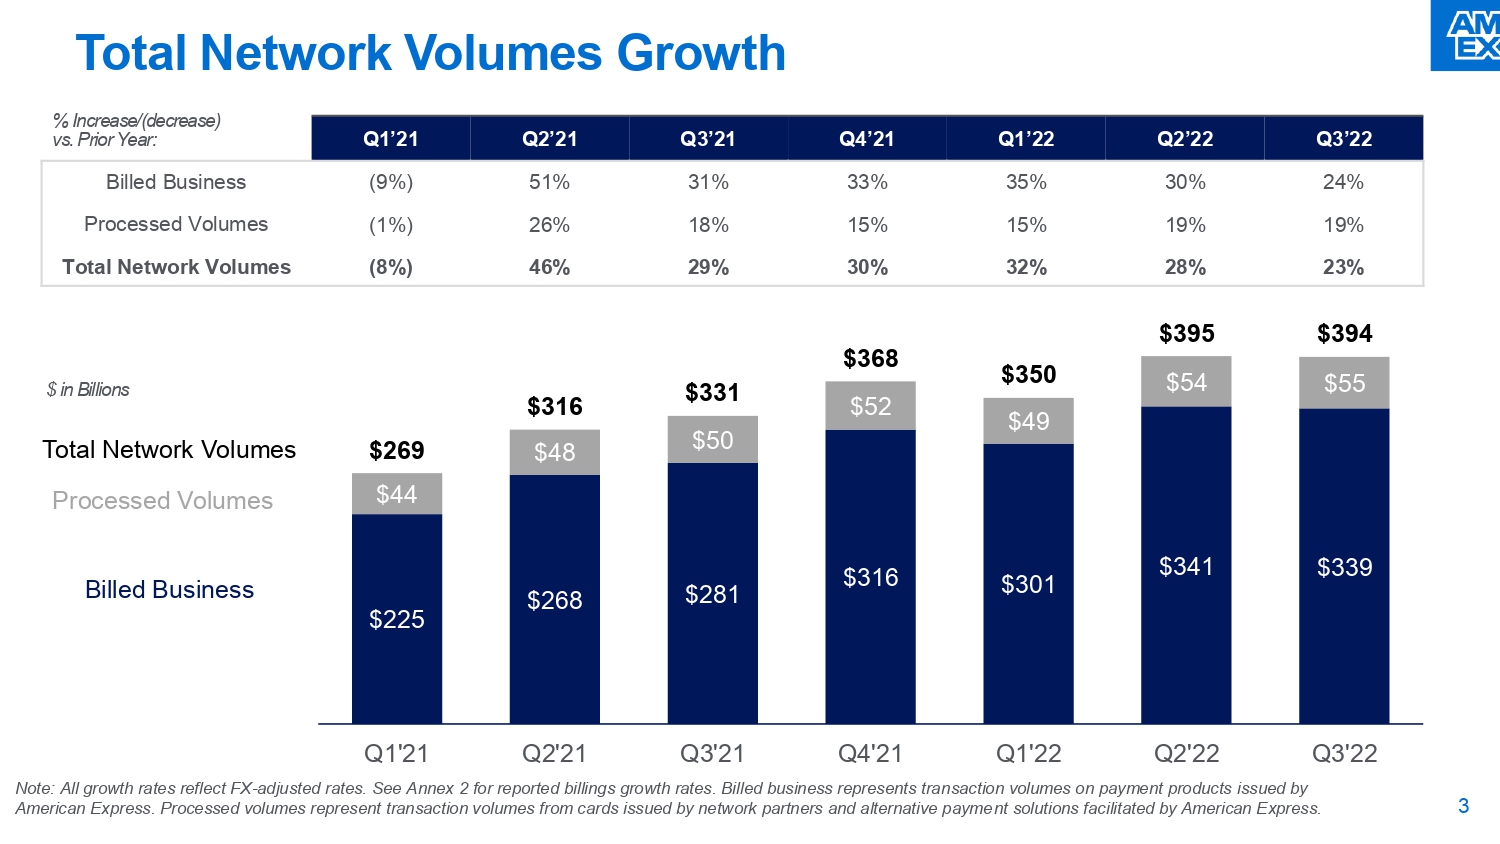 Total Network Volumes Growth
AM
EX
% Increase/(decrease)
vs. Prior Year:
Q1’21 Q2’21 Q3’21 Q4’21 Q1’22 Q2’22 Q3’22
Billed Business (9%) 51% 31% 33% 35% 30% 24%
Processed Volumes (1%) 26% 18% 15% 15% 19% 19%
Total Network Volumes (8%) 46% 29% 30% 32% 28% 23%
$ in Billions
Total Network Volumes $269 $316 $331 $368 $350 $395 $394
Processed Volumes $44 $48 $50 $52 $49 $54 $55
Billed Business $225 $268 $281 $316 $301 $341 $339
Q1'21 Q2'21 Q3'21 Q4'21 Q1'22 Q2'22 Q3'22
Note: All growth rates reflect FX-adjusted rates. See Annex 2 for reported billings growth rates. Billed business represents transaction volumes on payment products issued by
American Express. Processed volumes represent transaction volumes from cards issued by network partners and alternative payment solutions facilitated by American Express.
3